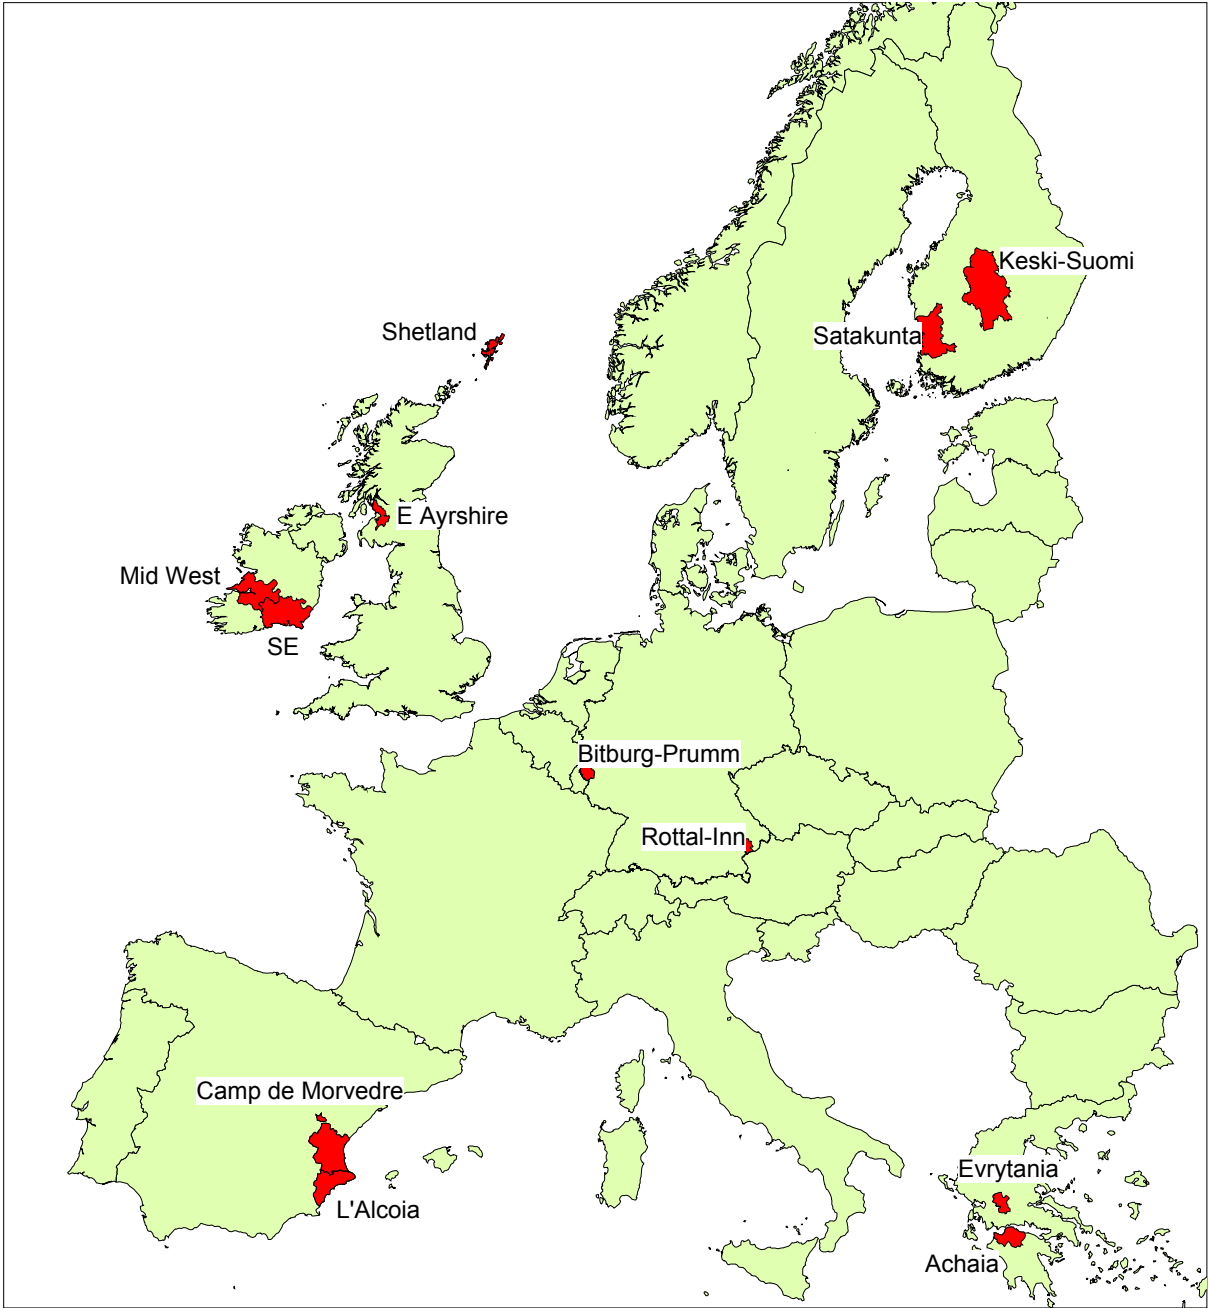 Keski-Suomi
Shetland
Satakunta
E Ayrshire
Mid West
SE
Bitburg-Prumm
Rottal-Inn
Camp de Morvedre
Evrytania
L'Alcoia
Achaia